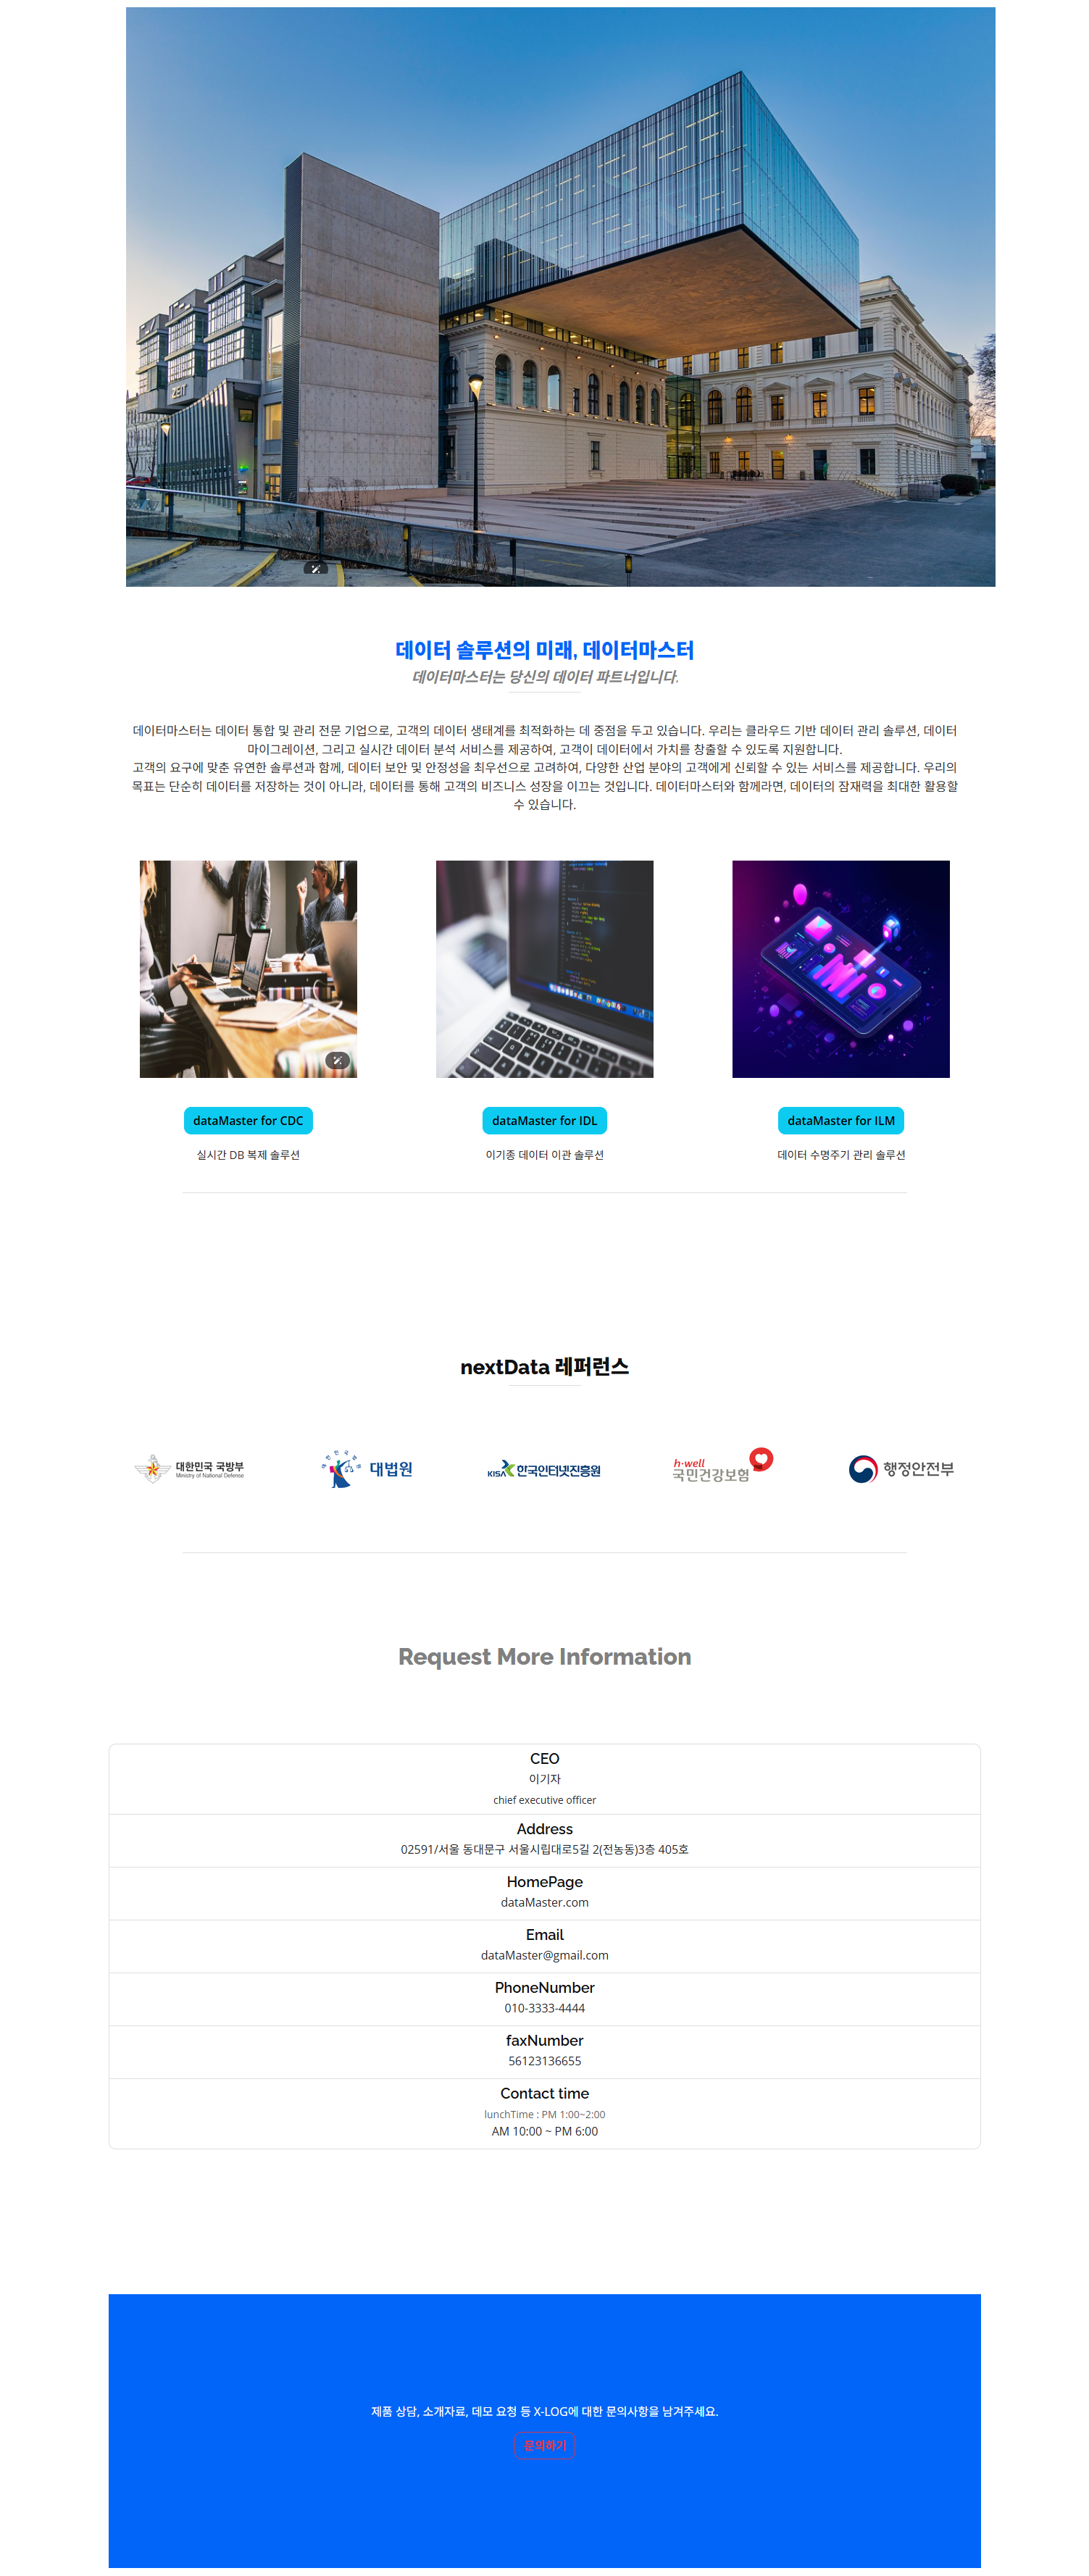 ZEIT
데이터 솔루션의 미래, 데이터마스터
데이터마스터는 당신의 데이터 파트너입니다.
데이터마스터는 데이터 통합 및 관리 전문 기업으로, 고객의 데이터 생태계를 최적화하는 데 중점을 두고 있습니다. 우리는 클라우드 기반 데이터 관리 솔루션, 데이터
마이그레이션, 그리고 실시간 데이터 분석 서비스를 제공하여, 고객이 데이터에서 가치를 창출할 수 있도록 지원합니다.
고객의 요구에 맞춘 유연한 솔루션과 함께, 데이터 보안 및 안정성을 최우선으로 고려하여, 다양한 산업 분야의 고객에게 신뢰할 수 있는 서비스를 제공합니다. 우리의
목표는 단순히 데이터를 저장하는 것이 아니라, 데이터를 통해 고객의 비즈니스 성장을 이끄는 것입니다. 데이터마스터와 함께라면, 데이터의 잠재력을 최대한 활용할
수 있습니다.
dataMaster for CDC
dataMaster for IDL
dataMaster for ILM
실시간 DB 복제 솔루션
이기종 데이터 이관 솔루션
데이터 수명주기 관리 솔루션
nextData 레퍼런스
대한민국 국방부
Ministry of National Defense
대한민국법원
대법원
KISA 한국인터넷진흥원
h·well
국민건강보험
행정안전부
Request More Information
CEO
이기자
chief executive officer
Address
02591/서울 동대문구 서울시립대로5길 2(전농동)3층 405호
HomePage
dataMaster.com
Email
dataMaster@gmail.com
PhoneNumber
010-3333-4444
faxNumber
56123136655
Contact time
lunchTime : PM 1:00~2:00
AM 10:00 ~ PM 6:00
제품 상담, 소개자료, 데모 요청 등 X-LOG에 대한 문의사항을 남겨주세요.
문의하기